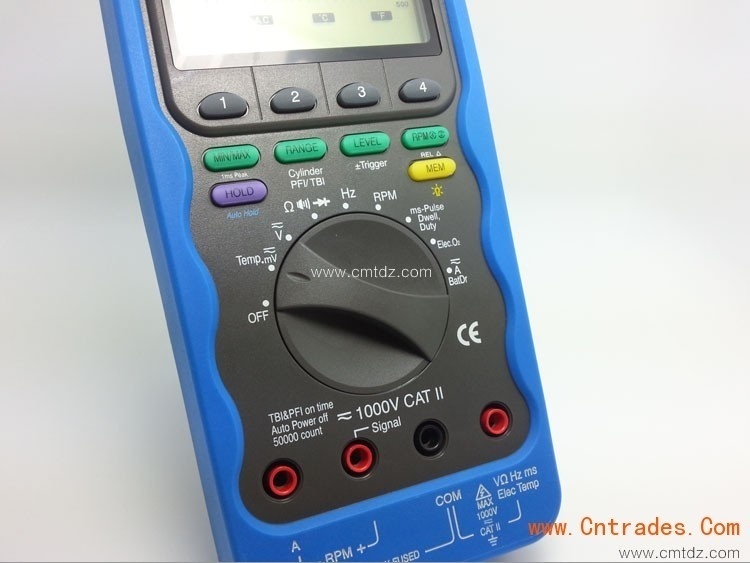 °C
°F
1
2
3
4
MIN/MAX
RANGE
LEVEL
RPM
1ms Peak
Cylinder
PFI/ TBI
±Trigger
REL Δ
HOLD
MEM
Auto Hold
Ω
Hz
RPM
ms-Pulse
Dwell,
Duty
V
Elec.O₂
Temp.mV
A
BatDr
OFF
www.cmtdz.com
CE
TBI&PFI on time
Auto Power off
50000 count
≂ 1000V CAT II
Signal
A
RPM +
FUSED
COM
MAX
1000V
CAT II
VΩ Hz ms
Elec Temp
www.Cntrades.Com
www.cmtdz.com